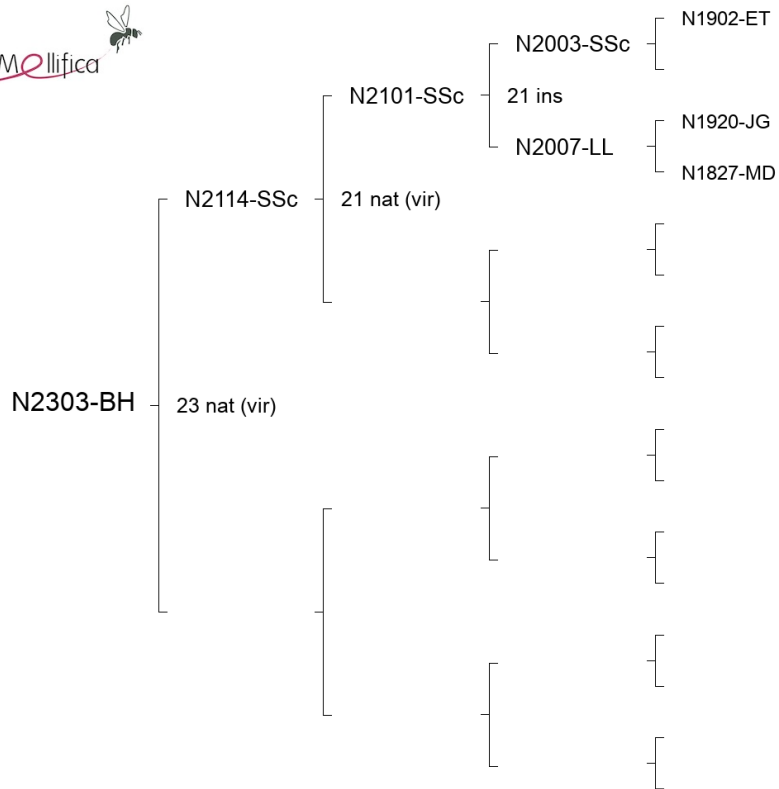 Mellifica
N1902-ET
N2003-SSc
N2101-SSc
21 ins
N1920-JG
N2007-LL
N1827-MD
N2114-SSc
21 nat (vir)
N2303-BH
23 nat (vir)